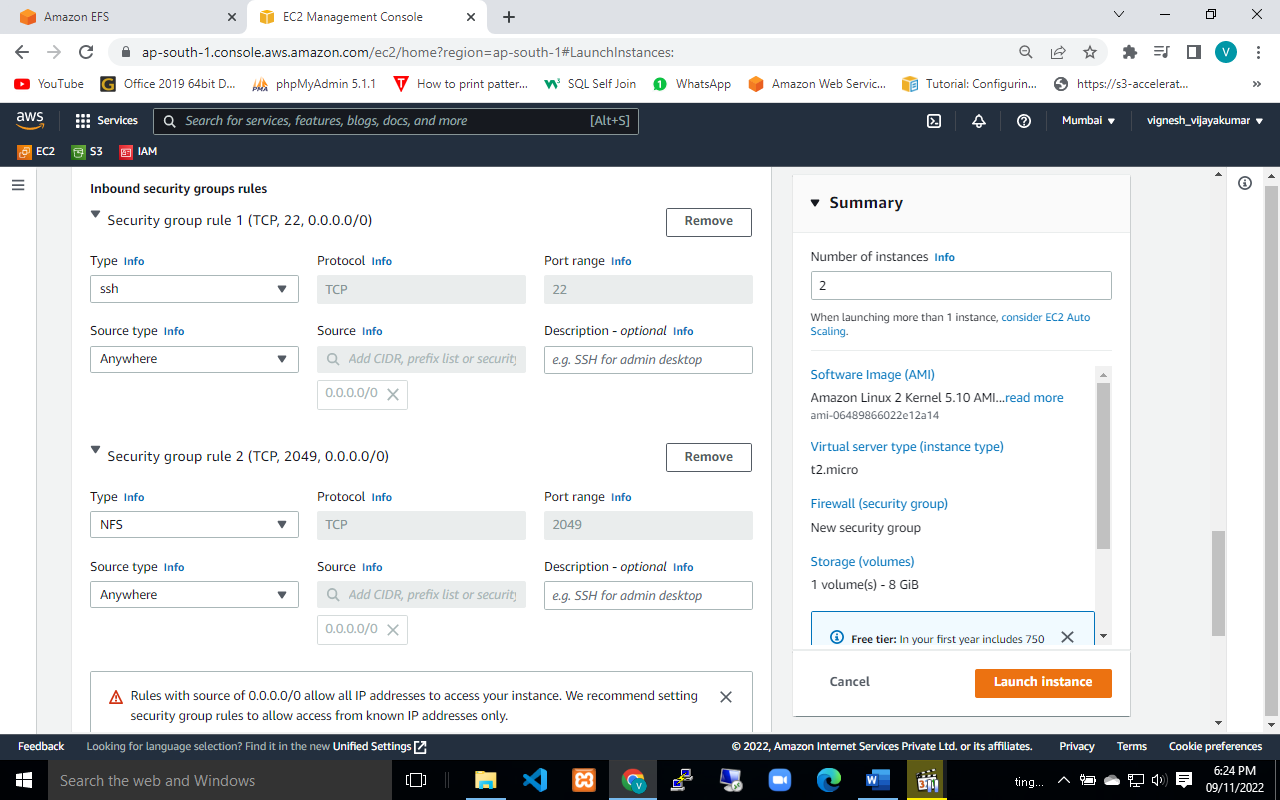 Amazon EFS
EC2 Management Console
ap-south-1.console.aws.amazon.com/ec2/home?region=ap-south-1#LaunchInstances:
V
YouTube
Office 2019 64bit D...
phpMyAdmin 5.1.1
How to print patter...
SQL Self Join
WhatsApp
Amazon Web Servic...
Tutorial: Configurin...
https://s3-accelerat...
»
aws
Services
Search for services, features, blogs, docs, and more [Alt+S]
Mumbai
vignesh_vijayakumar
EC2
S3
IAM
Inbound security groups rules
Security group rule 1 (TCP, 22, 0.0.0.0/0)
Remove
Type Info
Protocol Info
Port range Info
ssh
TCP
22
Source type Info
Source Info
Description - optional Info
Anywhere
Add CIDR, prefix list or security
e.g. SSH for admin desktop
0.0.0.0/0
Security group rule 2 (TCP, 2049, 0.0.0.0/0)
Remove
Type Info
Protocol Info
Port range Info
NFS
TCP
2049
Source type Info
Source Info
Description - optional Info
Anywhere
Add CIDR, prefix list or security
e.g. SSH for admin desktop
0.0.0.0/0
Rules with source of 0.0.0.0/0 allow all IP addresses to access your instance. We recommend setting
security group rules to allow access from known IP addresses only.
Summary
Number of instances Info
2
When launching more than 1 instance, consider EC2 Auto
Scaling.
Software Image (AMI)
Amazon Linux 2 Kernel 5.10 AMI...read more
ami-06489866022e12a14
Virtual server type (instance type)
t2.micro
Firewall (security group)
New security group
Storage (volumes)
1 volume(s) - 8 GiB
Free tier: In your first year includes 750
Cancel
Launch instance
Feedback
Looking for language selection? Find it in the new Unified Settings
© 2022, Amazon Internet Services Private Ltd. or its affiliates.
Privacy
Terms
Cookie preferences
Search the web and Windows
ting...
6:24 PM
09/11/2022